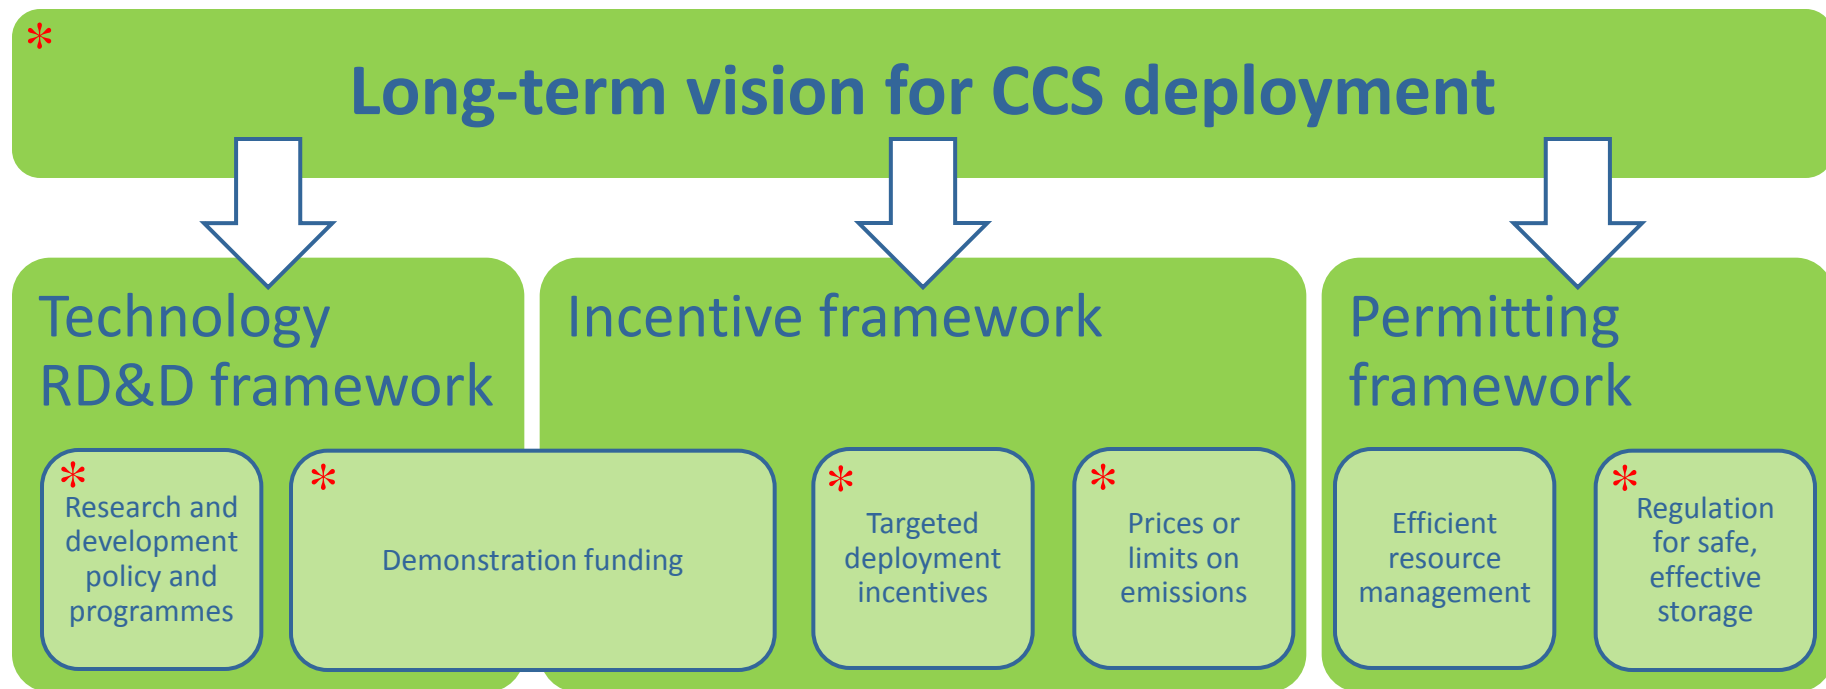 *
Long-term vision for CCS deployment
Technology
RD&D framework
*
Research and
development
policy and
programmes
*
Demonstration funding
Incentive framework
*
Targeted
deployment
incentives
*
Prices or
limits on
emissions
Permitting
framework
Efficient
resource
management
*
Regulation
for safe,
effective
storage